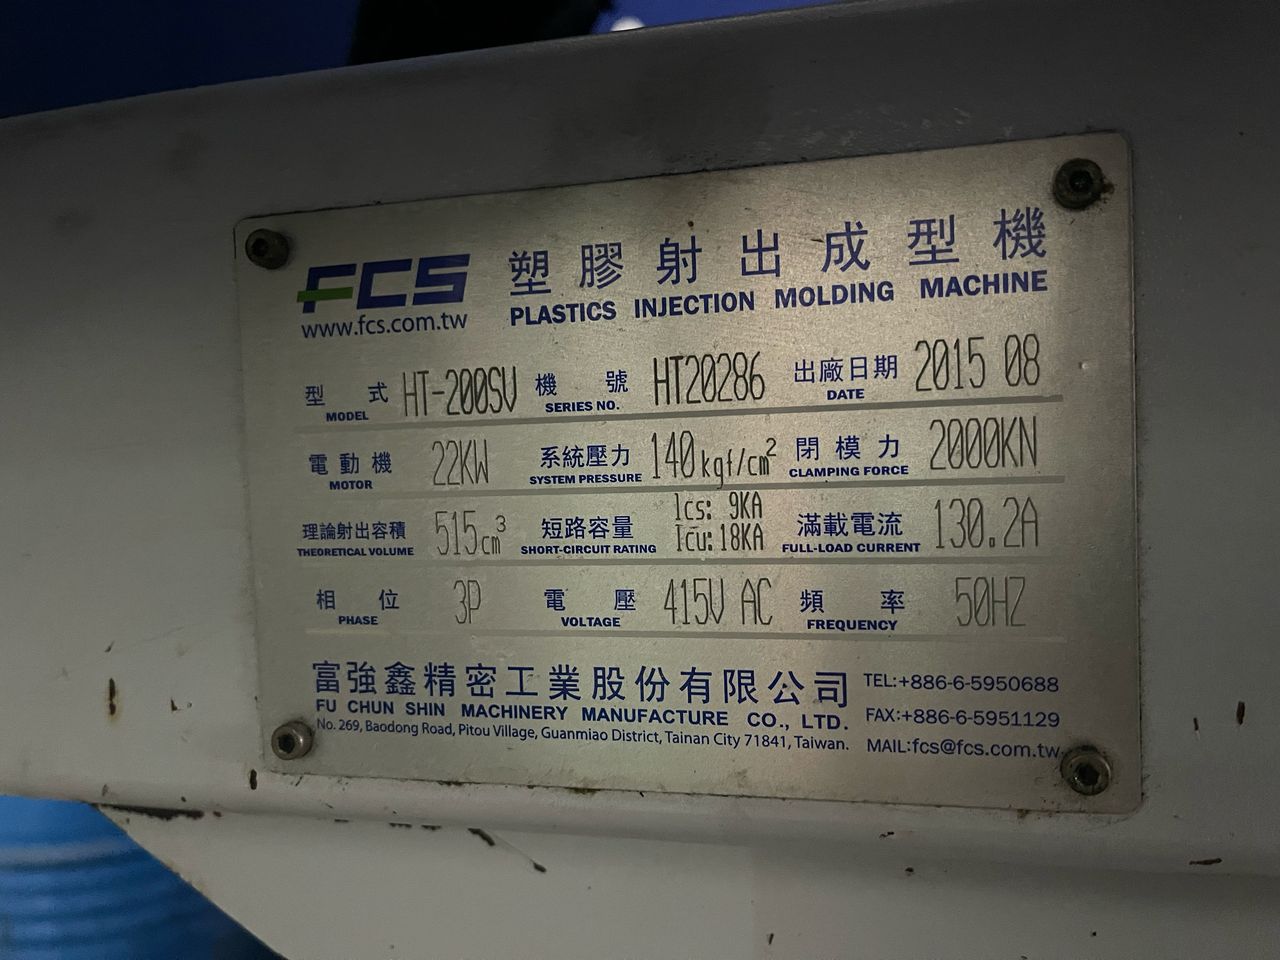 FCS 塑膠射出成型機
www.fcs.com.tw PLASTICS INJECTION MOLDING MACHINE
型式 MODEL HT-200SV 機號 SERIES NO. HT20286 出廠日期 DATE 2015 08
電動機 MOTOR 22KW 系統壓力 SYSTEM PRESSURE 140kgf/cm² 閉模力 CLAMPING FORCE 2000KN
理論射出容積 THEORETICAL VOLUME 515cm³ 短路容量 SHORT-CIRCUIT RATING Ics: 9KA Icu: 18KA 滿載電流 FULL-LOAD CURRENT 130.2A
相位 PHASE 3P 電壓 VOLTAGE 415V AC 頻率 FREQUENCY 50HZ
富強鑫精密工業股份有限公司 TEL:+886-6-5950688
FU CHUN SHIN MACHINERY MANUFACTURE CO., LTD. FAX:+886-6-5951129
No. 269, Baodong Road, Pitou Village, Guanmiao District, Tainan City 71841, Taiwan. MAIL:fcs@fcs.com.tw